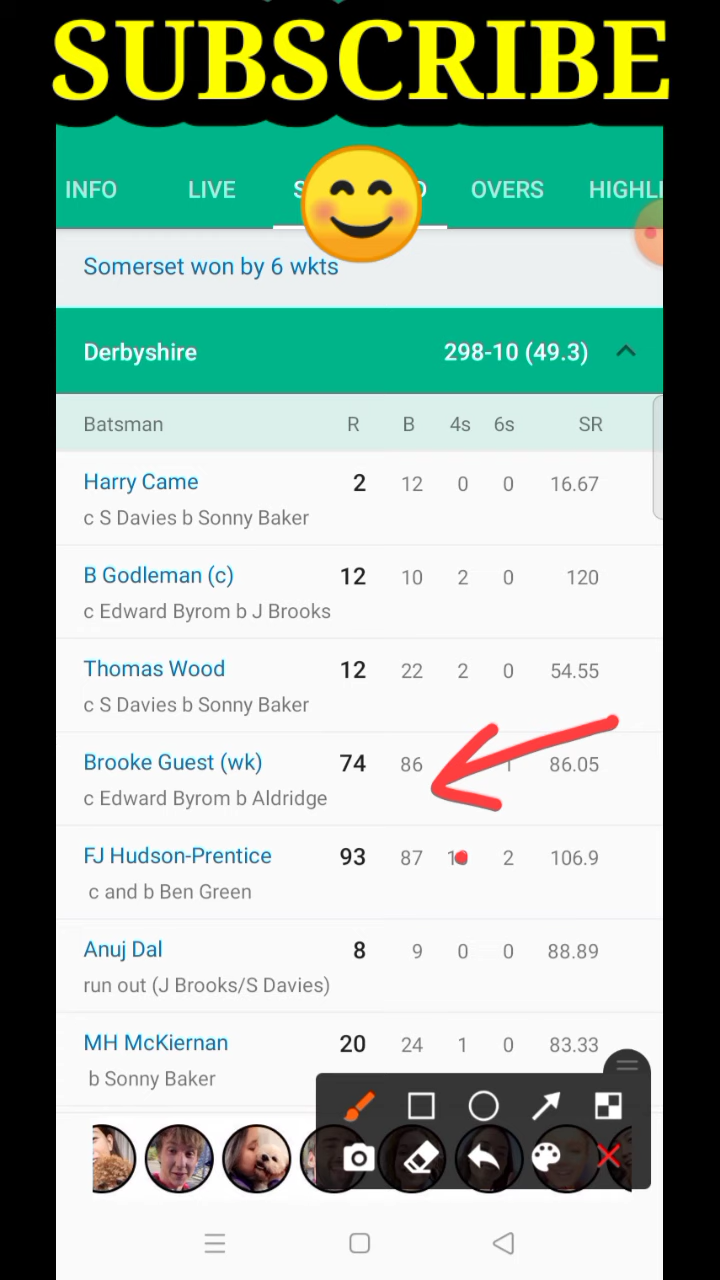 SUBSCRIBE
INFO LIVE OVERS HIGHLI
Somerset won by 6 wkts
Derbyshire 298-10 (49.3)
Batsman R B 4s 6s SR
Harry Came 2 12 0 0 16.67
c S Davies b Sonny Baker
B Godleman (c) 12 10 2 0 120
c Edward Byrom b J Brooks
Thomas Wood 12 22 2 0 54.55
c S Davies b Sonny Baker
Brooke Guest (wk) 74 86 1 86.05
c Edward Byrom b Aldridge
FJ Hudson-Prentice 93 87 2 106.9
c and b Ben Green
Anuj Dal 8 9 0 0 88.89
run out (J Brooks/S Davies)
MH McKiernan 20 24 1 0 83.33
b Sonny Baker